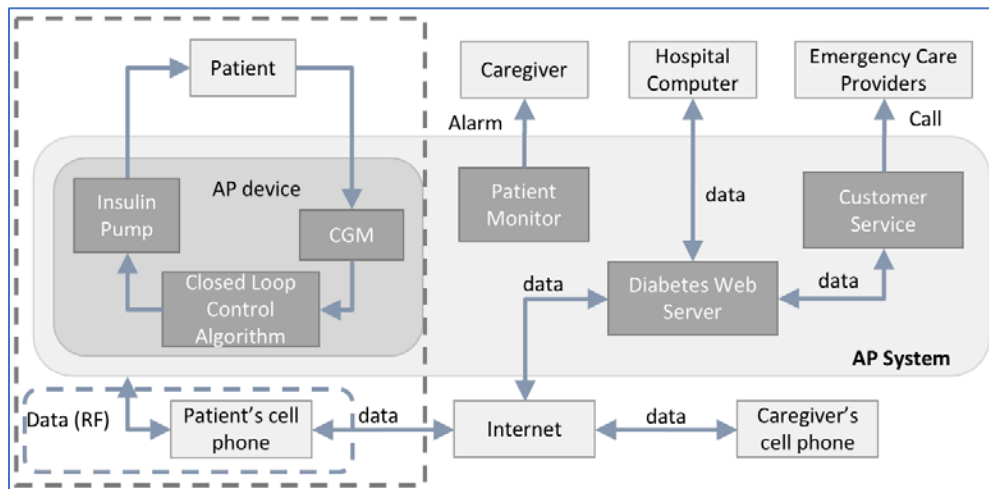 Patient
Caregiver
Hospital
Computer
Emergency Care
Providers
Alarm
Call
AP device
Insulin
Pump
CGM
Closed Loop
Control
Algorithm
Patient
Monitor
data
Customer
Service
data
Diabetes Web
Server
data
AP System
Data (RF)
Patient's cell
phone
data
Internet
data
Caregiver's
cell phone